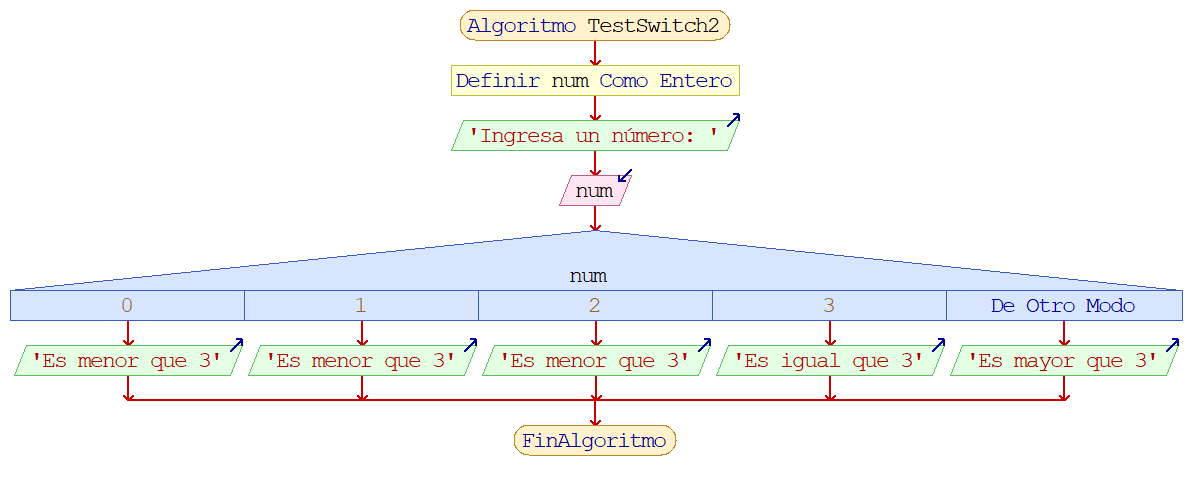 Algoritmo TestSwitch2
Definir num Como Entero
'Ingresa un número: '
num
num
0 1 2 3 De Otro Modo
'Es menor que 3' 'Es menor que 3' 'Es menor que 3' 'Es igual que 3' 'Es mayor que 3'
FinAlgoritmo